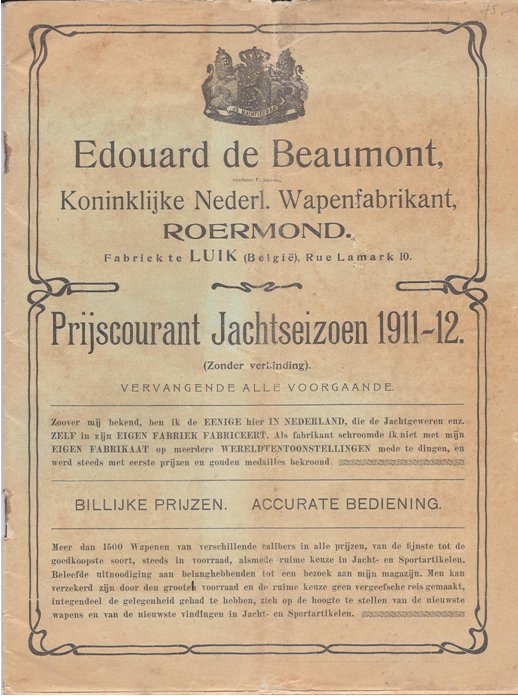 JE MAINTIENDRAI
Edouard de Beaumont,
voorheen
Koninklijke Nederl. Wapenfabrikant,
ROERMOND.
Fabriek te LUIK (België), Rue Lamark 10.
Prijscourant Jachtseizoen 1911-12.
(Zonder verbinding).
VERVANGENDE ALLE VOORGAANDE.
Zoover mij bekend, ben ik de EENIGE hier IN NEDERLAND, die de Jachtgeweren enz.
ZELF in zijn EIGEN FABRIEK FABRICEERT. Als fabrikant schroomde ik niet met mijn
EIGEN FABRIKAAT op meerdere WERELDTENTOONSTELLINGEN mede te dingen, en
werd steeds met eerste prijzen en gouden medailles bekroond
BILLIJKE PRIJZEN. ACCURATE BEDIENING.
Meer dan 1500 Wapenen van verschillende calibers in alle prijzen, van de fijnste tot de
goedkoopste soort, steeds in voorraad, alsmede ruime keuze in Jacht- en Sportartikelen.
Beleefde uitnoodiging aan belanghebbenden tot een bezoek aan mijn magazijn. Men kan
verzekerd zijn door den grooten voorraad en de ruime keuze geen vergeefsche reis gemaakt,
integendeel de gelegenheid gehad te hebben, zich op de hoogte te stellen van de nieuwste
wapens en van de nieuwste vindingen in Jacht- en Sportartikelen.